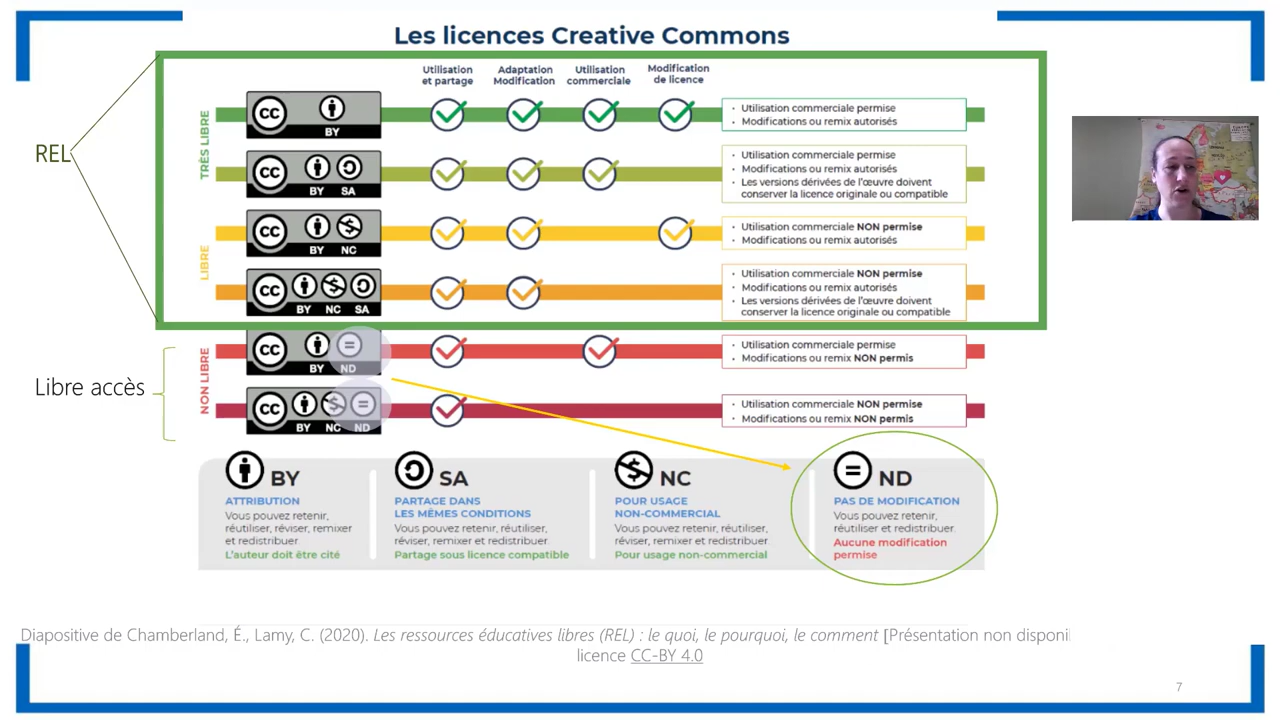 Les licences Creative Commons
Utilisation
et partage
Adaptation
Modification
Utilisation
commerciale
Modification
de licence
REL
TRÈS LIBRE
CC
BY
· Utilisation commerciale permise
· Modifications ou remix autorisés
CC
BY SA
· Utilisation commerciale permise
· Modifications ou remix autorisés
· Les versions dérivées de l'œuvre doivent
conserver la licence originale ou compatible
LIBRE
CC
BY NC
· Utilisation commerciale NON permise
· Modifications ou remix autorisés
CC
BY NC SA
· Utilisation commerciale NON permise
· Modifications ou remix autorisés
· Les versions dérivées de l'œuvre doivent
conserver la licence originale ou compatible
Libre accès
NON LIBRE
CC
BY ND
· Utilisation commerciale permise
· Modifications ou remix NON permis
CC
BY NC ND
· Utilisation commerciale NON permise
· Modifications ou remix NON permis
BY
ATTRIBUTION
Vous pouvez retenir,
réutiliser, réviser, remixer
et redistribuer.
L'auteur doit être cité
SA
PARTAGE DANS
LES MÊMES CONDITIONS
Vous pouvez retenir, réutiliser,
réviser, remixer et redistribuer.
Partage sous licence compatible
NC
POUR USAGE
NON-COMMERCIAL
Vous pouvez retenir, réutiliser,
réviser, remixer et redistribuer.
Pour usage non-commercial
ND
PAS DE MODIFICATION
Vous pouvez retenir,
réutiliser et redistribuer.
Aucune modification
permise
Diapositive de Chamberland, É., Lamy, C. (2020). Les ressources éducatives libres (REL) : le quoi, le pourquoi, le comment [Présentation non disponi
licence CC-BY 4.0
7